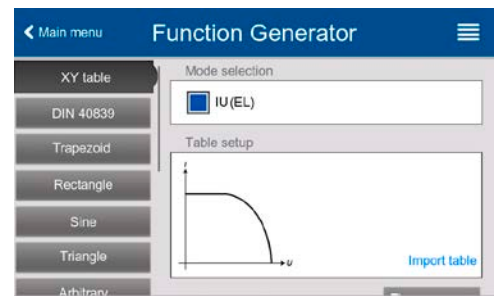 Main menu
Function Generator
XY table
DIN 40839
Trapezoid
Rectangle
Sine
Triangle
Arbitrary
Mode selection
IU(EL)
Table setup
I
U
Import table